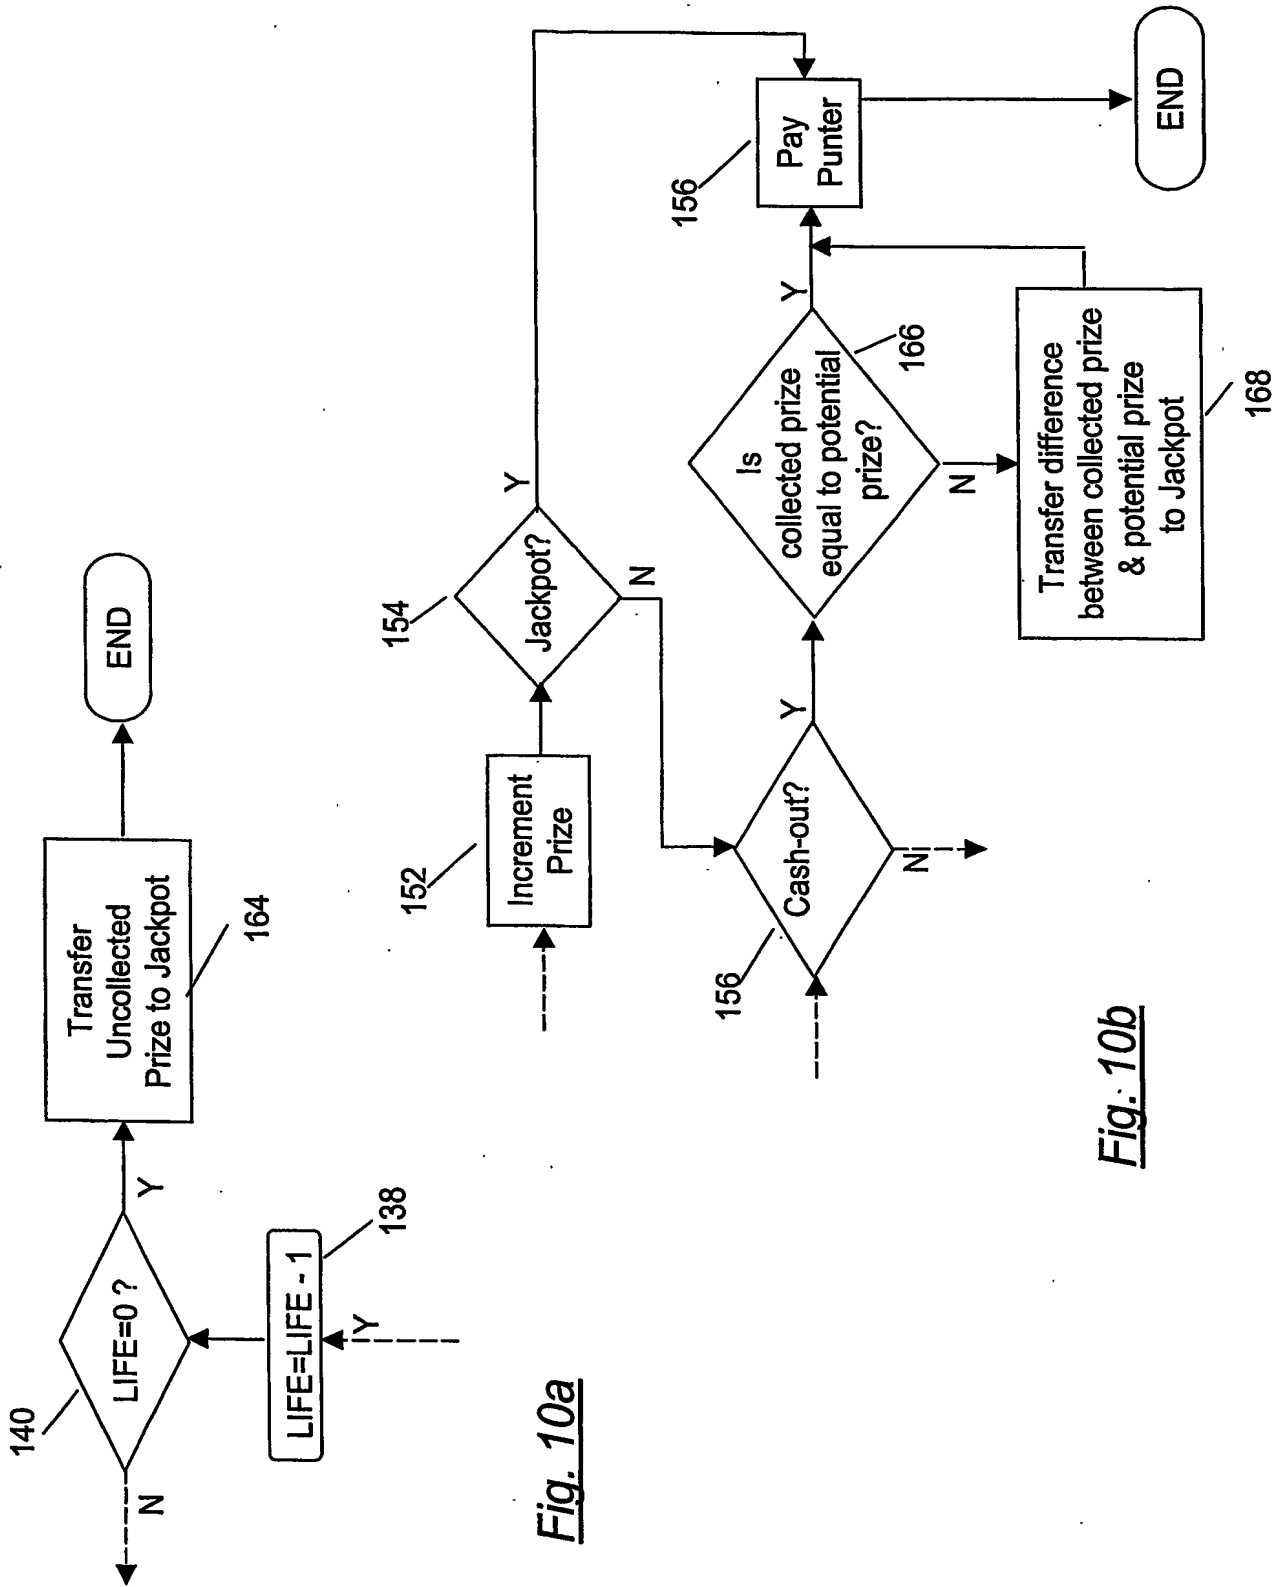 140
LIFE=0 ?
N
Y
LIFE=LIFE - 1
138
Y
Transfer
Uncollected
Prize to Jackpot
164
END
Fig. 10a
152
Increment
Prize
154
Jackpot?
Y
N
156
Cash-out?
Y
N
Is
collected prize
equal to potential
prize?
166
Y
N
Transfer difference
between collected prize
& potential prize
to Jackpot
168
156
Pay
Punter
END
Fig. 10b